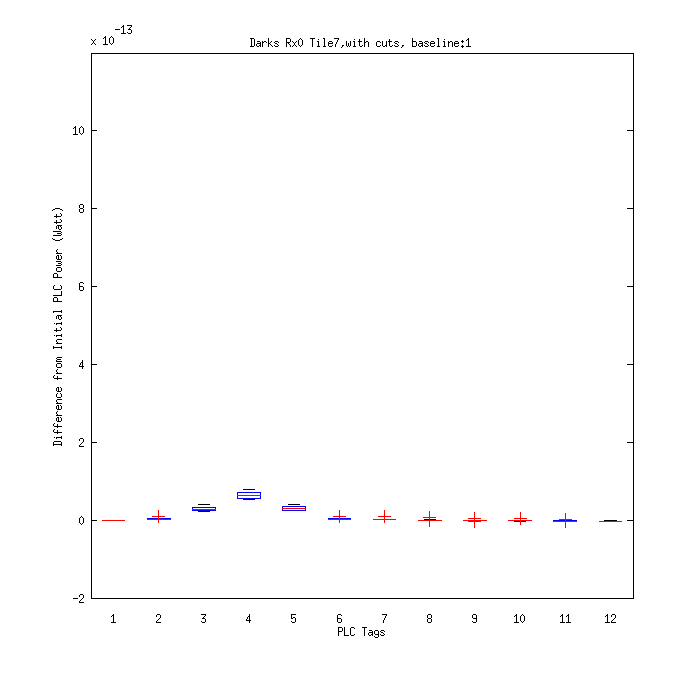 x 10^-13
Darks Rx0 Tile7,with cuts, baseline:1
10
8
6
4
2
0
-2
Difference from Initial PLC Power (Watt)
1 2 3 4 5 6 7 8 9 10 11 12
PLC Tags